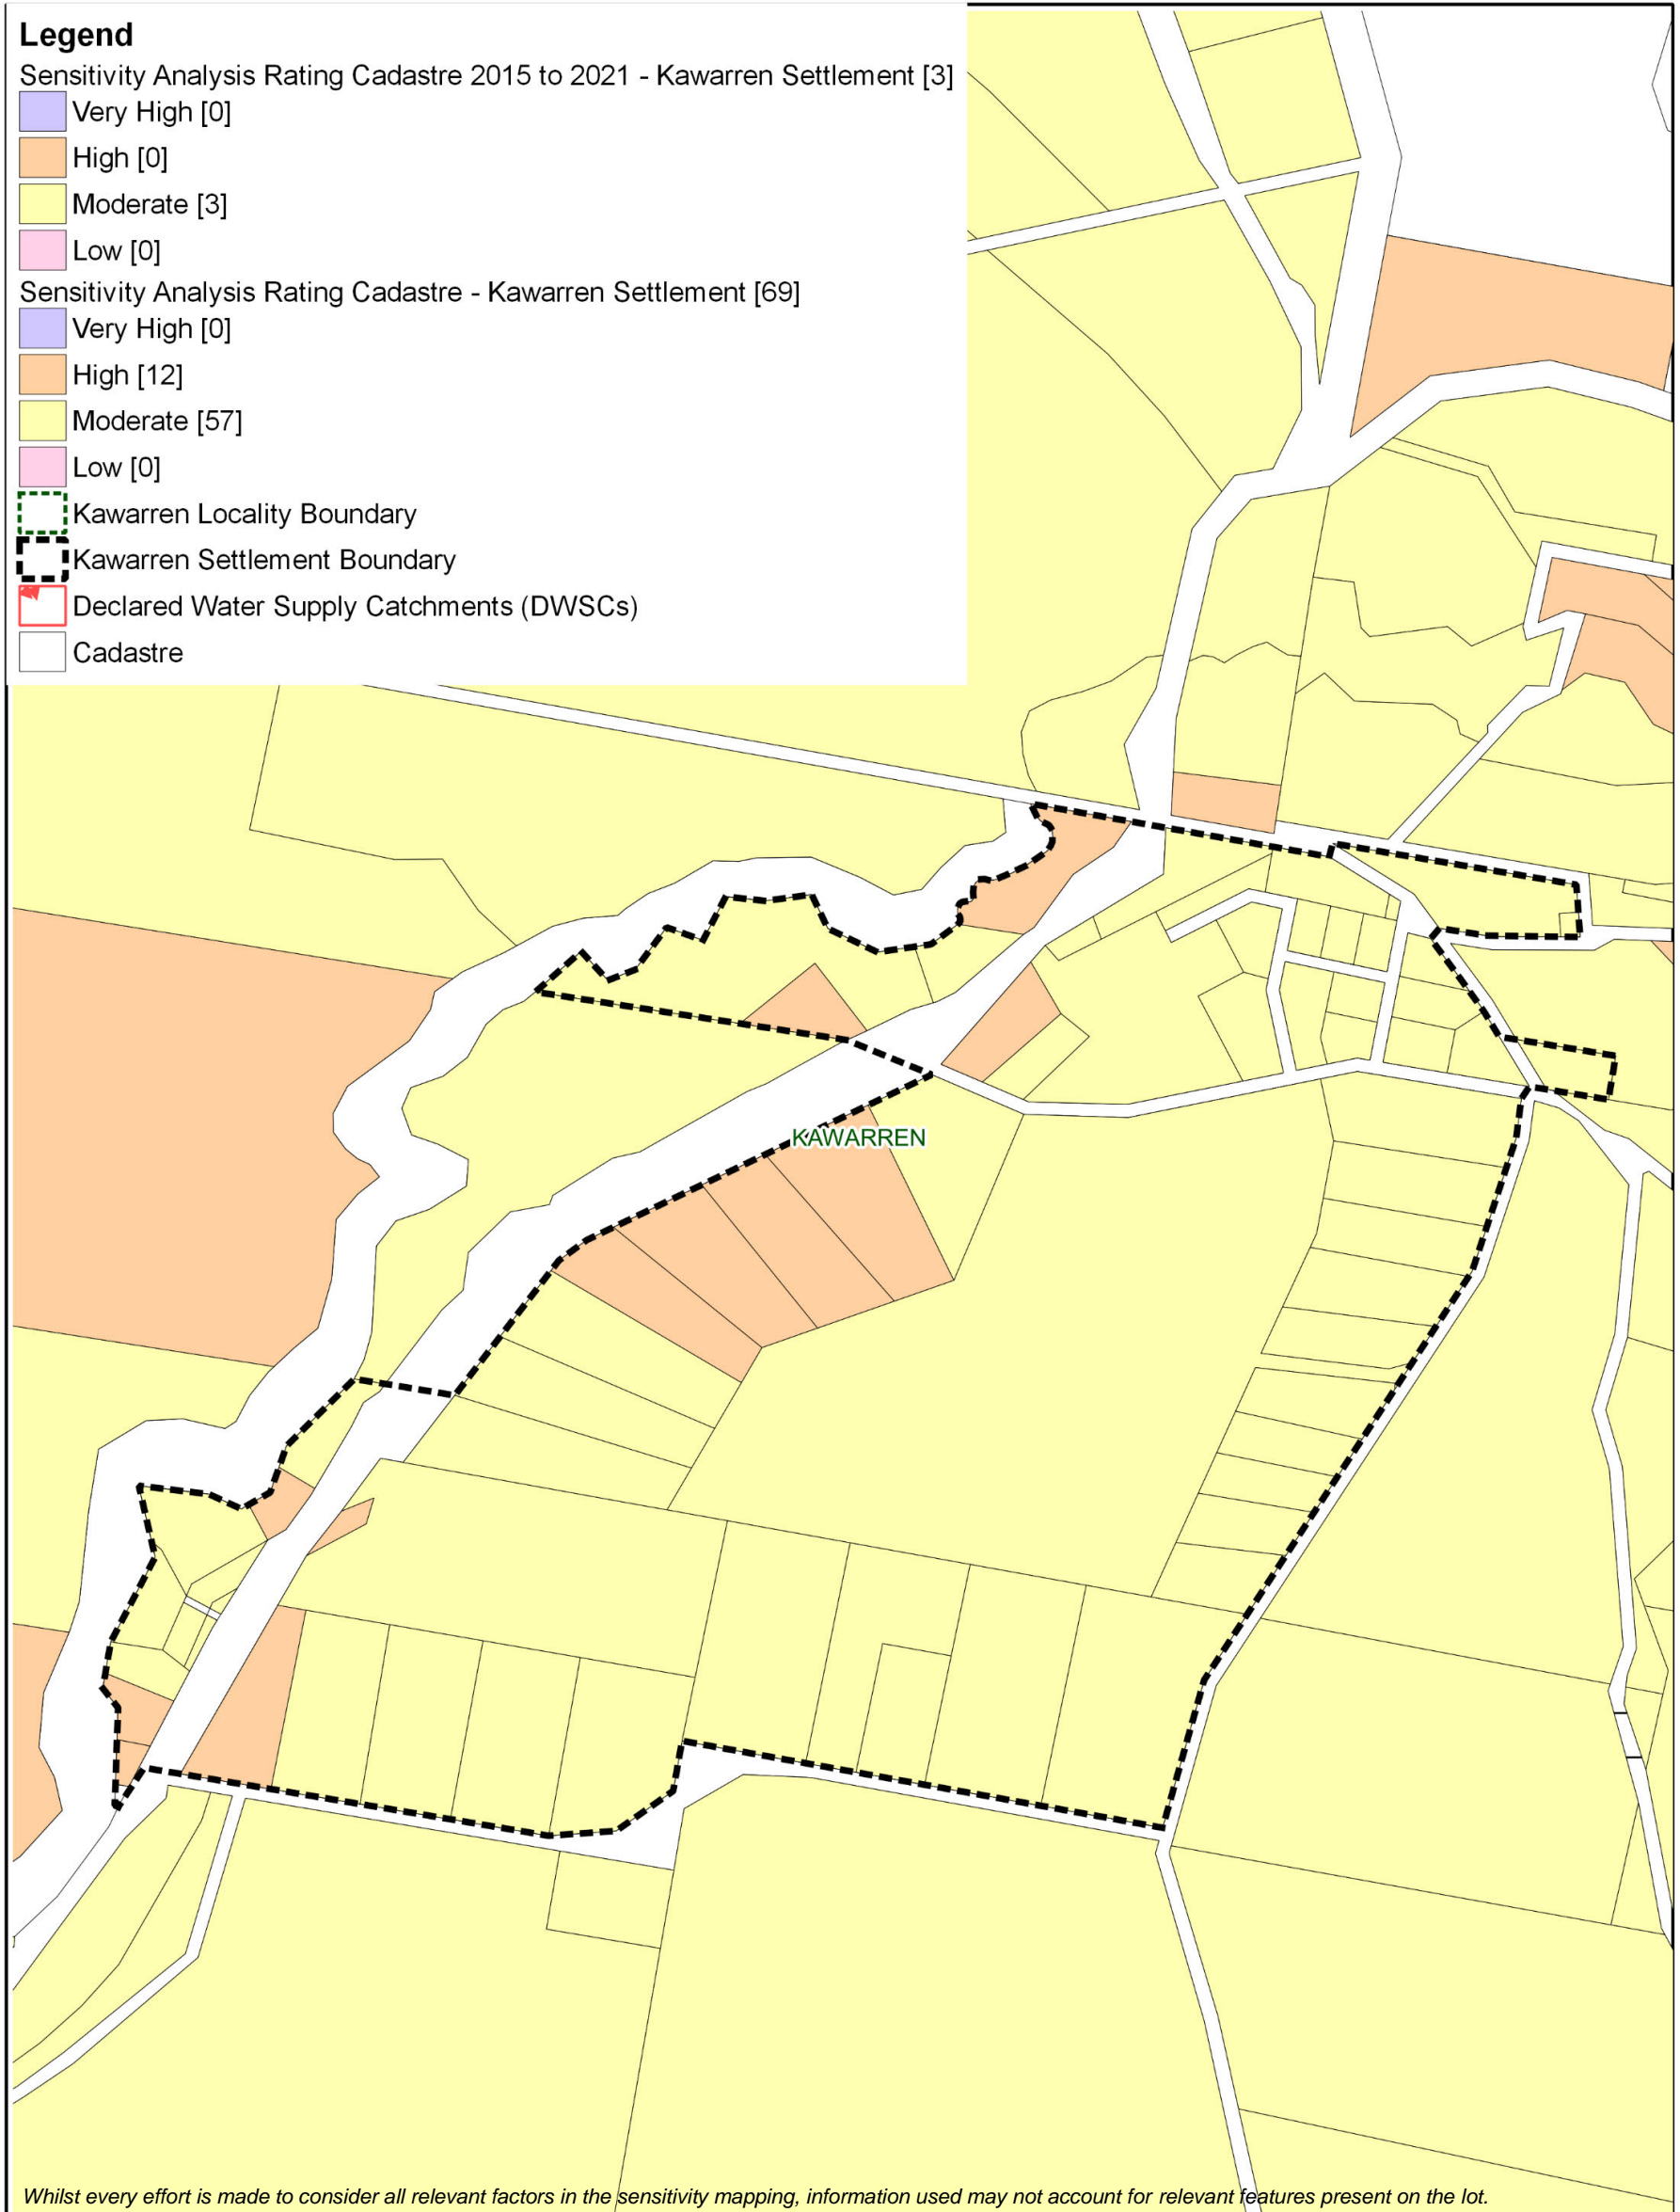 Legend
Sensitivity Analysis Rating Cadastre 2015 to 2021 - Kawarren Settlement [3]
Very High [0]
High [0]
Moderate [3]
Low [0]
Sensitivity Analysis Rating Cadastre - Kawarren Settlement [69]
Very High [0]
High [12]
Moderate [57]
Low [0]
Kawarren Locality Boundary
Kawarren Settlement Boundary
Declared Water Supply Catchments (DWSCs)
Cadastre
KAWARREN
Whilst every effort is made to consider all relevant factors in the sensitivity mapping, information used may not account for relevant features present on the lot.